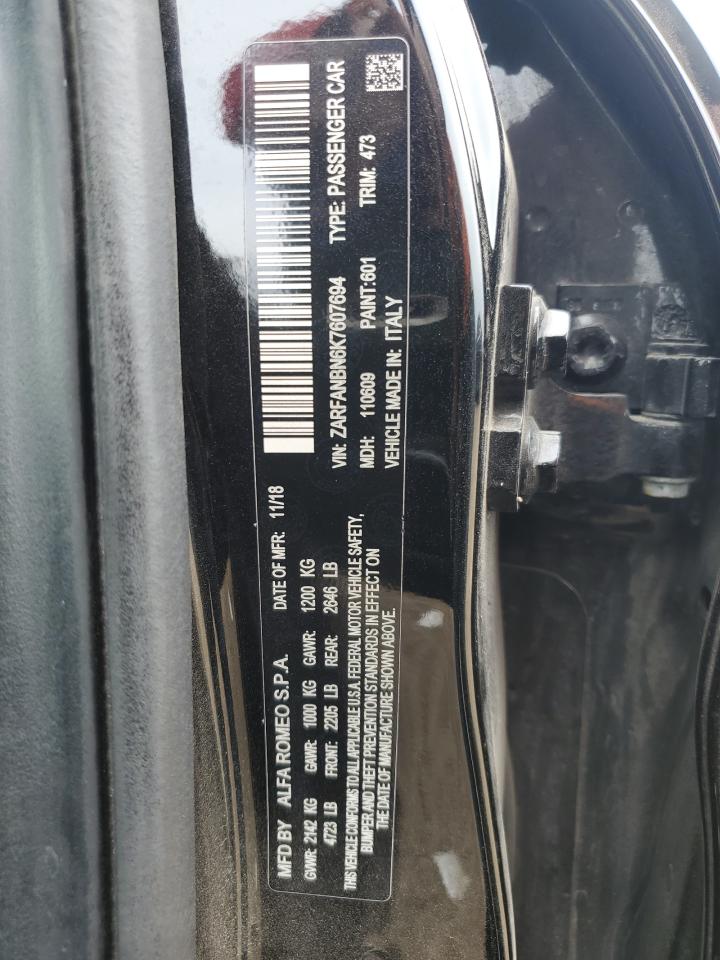 MFD BY ALFA ROMEO S.P.A. DATE OF MFR: 11/18
GVWR: 2142 KG GAWR: 1000 KG GAWR: 1200 KG
4723 LB FRONT: 2205 LB REAR: 2646 LB
THIS VEHICLE CONFORMS TO ALL APPLICABLE U.S.A. FEDERAL MOTOR VEHICLE SAFETY,
BUMPER AND THEFT PREVENTION STANDARDS IN EFFECT ON
THE DATE OF MANUFACTURE SHOWN ABOVE.
VIN: ZARFANBN6K7607694 TYPE: PASSENGER CAR
MDH: 110609 PAINT:601 TRIM: 473
VEHICLE MADE IN: ITALY